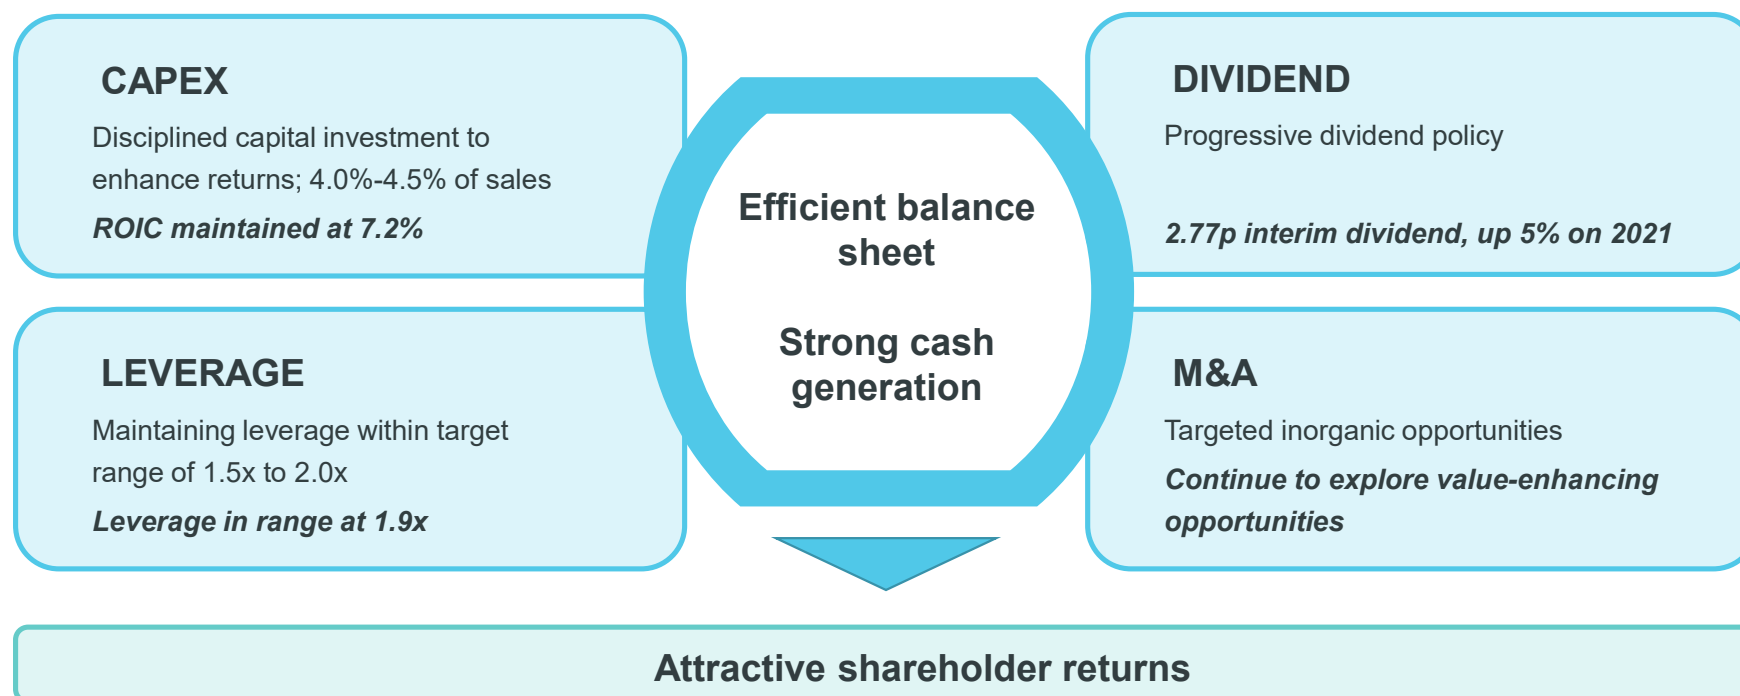 CAPEX
Disciplined capital investment to
enhance returns; 4.0%-4.5% of sales
ROIC maintained at 7.2%
DIVIDEND
Progressive dividend policy
2.77p interim dividend, up 5% on 2021
Efficient balance
sheet
Strong cash
generation
LEVERAGE
Maintaining leverage within target
range of 1.5x to 2.0x
Leverage in range at 1.9x
M&A
Targeted inorganic opportunities
Continue to explore value-enhancing
opportunities
Attractive shareholder returns